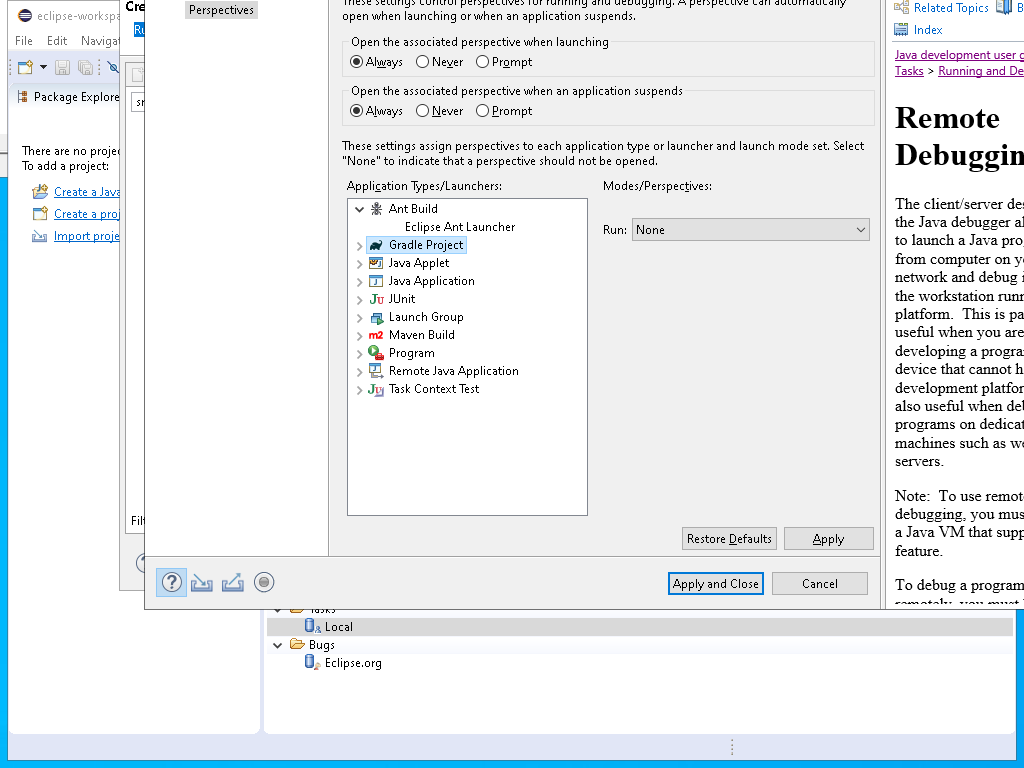 eclipse-workspa
File Edit Naviga
Package Explore
There are no projec
To add a project:
Create a Java
Create a proj
Import proje
Cre
Ru
Filt
Perspectives
These settings control perspectives for running and debugging. A perspective can automatically
open when launching or when an application suspends.
Open the associated perspective when launching
Always Never Prompt
Open the associated perspective when an application suspends
Always Never Prompt
These settings assign perspectives to each application type or launcher and launch mode set. Select
"None" to indicate that a perspective should not be opened.
Application Types/Launchers:
Modes/Perspectives:
Ant Build
Eclipse Ant Launcher
Gradle Project
Java Applet
Java Application
JUnit
Launch Group
Maven Build
Program
Remote Java Application
Task Context Test
Run: None
Restore Defaults
Apply
Apply and Close
Cancel
Related Topics
B
Index
Java development user g
Tasks > Running and De
Remote
Debuggin
The client/server des
the Java debugger al
to launch a Java prog
from computer on yo
network and debug i
the workstation runn
platform. This is pa
useful when you are
developing a program
device that cannot h
development platfor
also useful when deb
programs on dedicat
machines such as we
servers.
Note: To use remot
debugging, you mus
a Java VM that supp
feature.
To debug a program
remotely, you must
Tasks
Local
Bugs
Eclipse.org